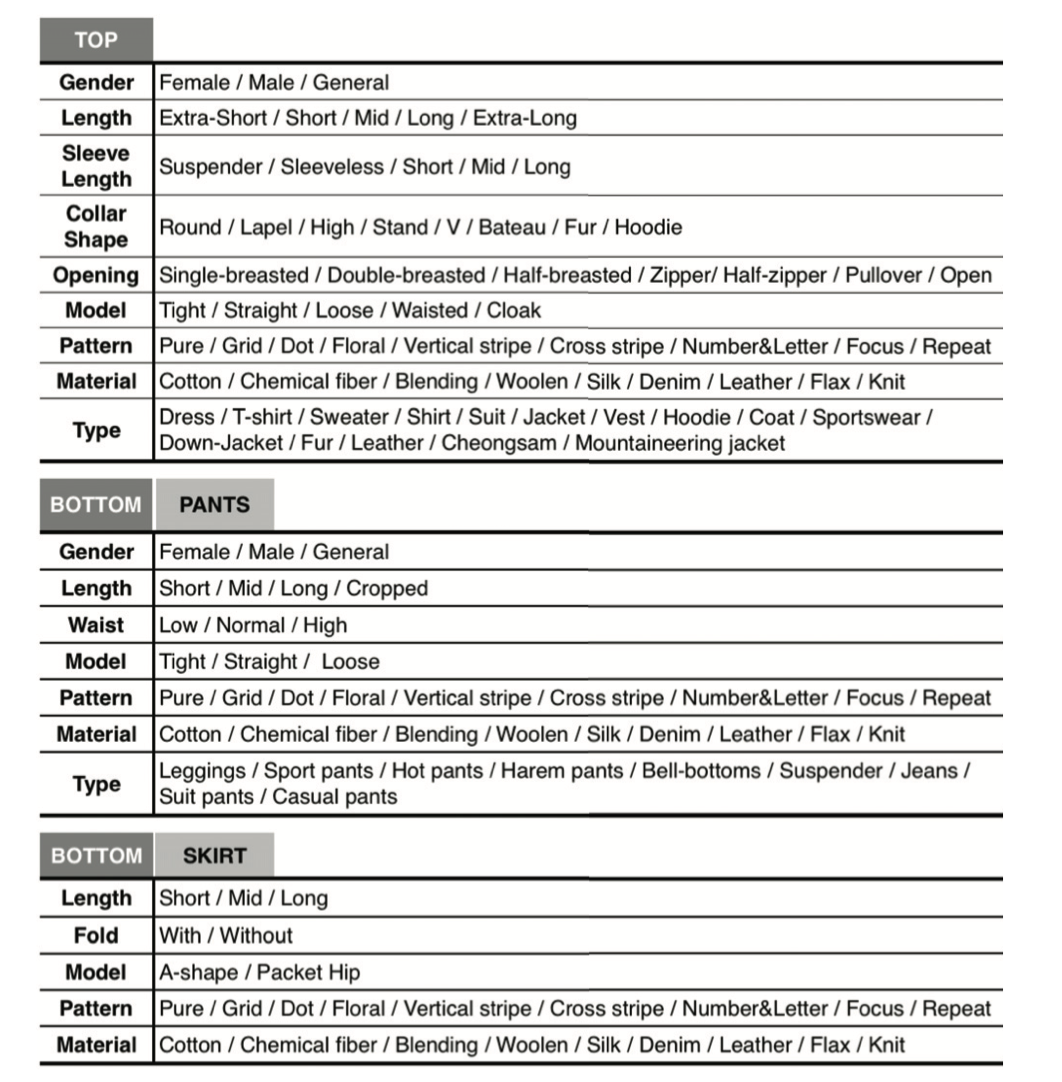 TOP
Gender Female / Male / General
Length Extra-Short / Short / Mid / Long / Extra-Long
Sleeve Length Suspender / Sleeveless / Short / Mid / Long
Collar Shape Round / Lapel / High / Stand / V / Bateau / Fur / Hoodie
Opening Single-breasted / Double-breasted / Half-breasted / Zipper/ Half-zipper / Pullover / Open
Model Tight / Straight / Loose / Waisted / Cloak
Pattern Pure / Grid / Dot / Floral / Vertical stripe / Cross stripe / Number&Letter / Focus / Repeat
Material Cotton / Chemical fiber / Blending / Woolen / Silk / Denim / Leather / Flax / Knit
Type Dress / T-shirt / Sweater / Shirt / Suit / Jacket / Vest / Hoodie / Coat / Sportswear /
Down-Jacket / Fur / Leather / Cheongsam / Mountaineering jacket
BOTTOM PANTS
Gender Female / Male / General
Length Short / Mid / Long / Cropped
Waist Low / Normal / High
Model Tight / Straight / Loose
Pattern Pure / Grid / Dot / Floral / Vertical stripe / Cross stripe / Number&Letter / Focus / Repeat
Material Cotton / Chemical fiber / Blending / Woolen / Silk / Denim / Leather / Flax / Knit
Type Leggings / Sport pants / Hot pants / Harem pants / Bell-bottoms / Suspender / Jeans /
Suit pants / Casual pants
BOTTOM SKIRT
Length Short / Mid / Long
Fold With / Without
Model A-shape / Packet Hip
Pattern Pure / Grid / Dot / Floral / Vertical stripe / Cross stripe / Number&Letter / Focus / Repeat
Material Cotton / Chemical fiber / Blending / Woolen / Silk / Denim / Leather / Flax / Knit